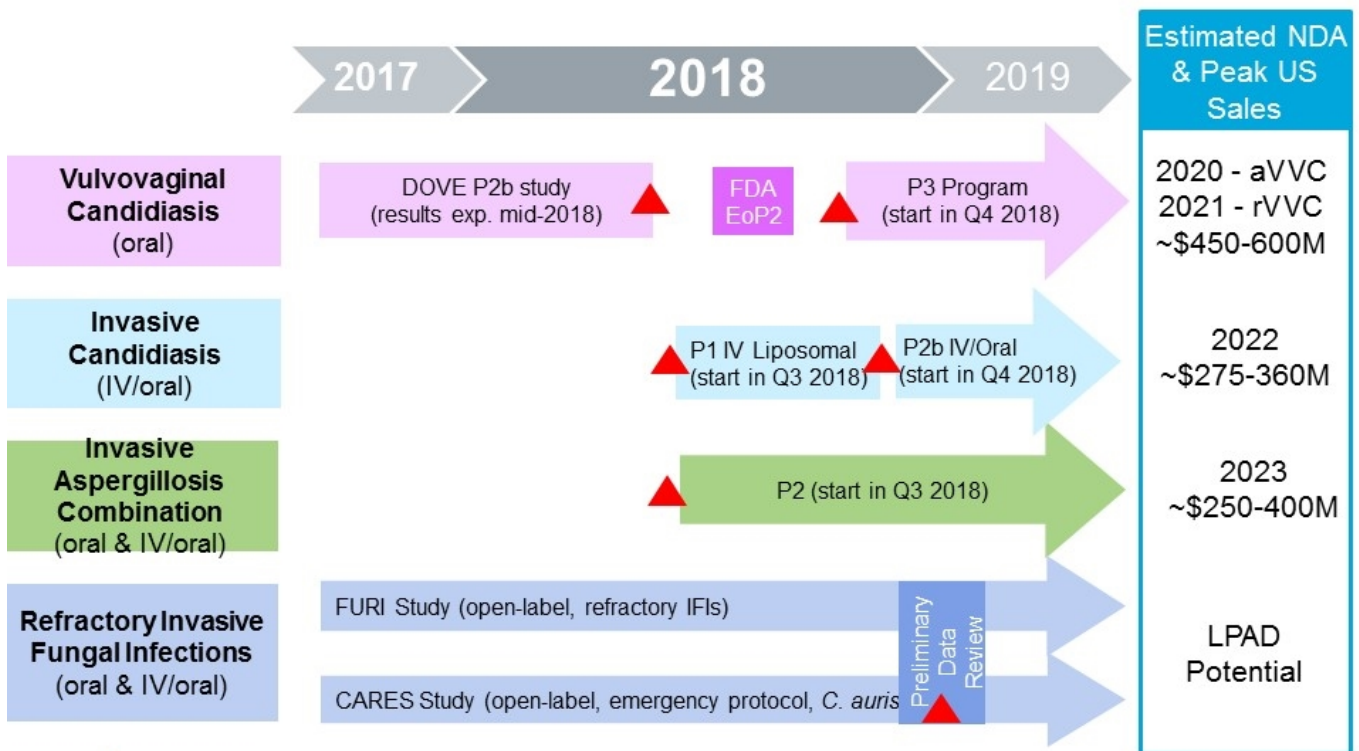 2017
2018
2019
Estimated NDA
& Peak US
Sales
Vulvovaginal
Candidiasis
(oral)
DOVE P2b study
(results exp. mid-2018)
FDA
EoP2
P3 Program
(start in Q4 2018)
2020 - aVVC
2021 - rVVC
~$450-600M
Invasive
Candidiasis
(IV/oral)
P1 IV Liposomal
(start in Q3 2018)
P2b IV/Oral
(start in Q4 2018)
2022
~$275-360M
Invasive
Aspergillosis
Combination
(oral & IV/oral)
P2 (start in Q3 2018)
2023
~$250-400M
Refractory Invasive
Fungal Infections
(oral & IV/oral)
FURI Study (open-label, refractory IFIs)
CARES Study (open-label, emergency protocol, C. auris
Preliminary
Data
Review
LPAD
Potential